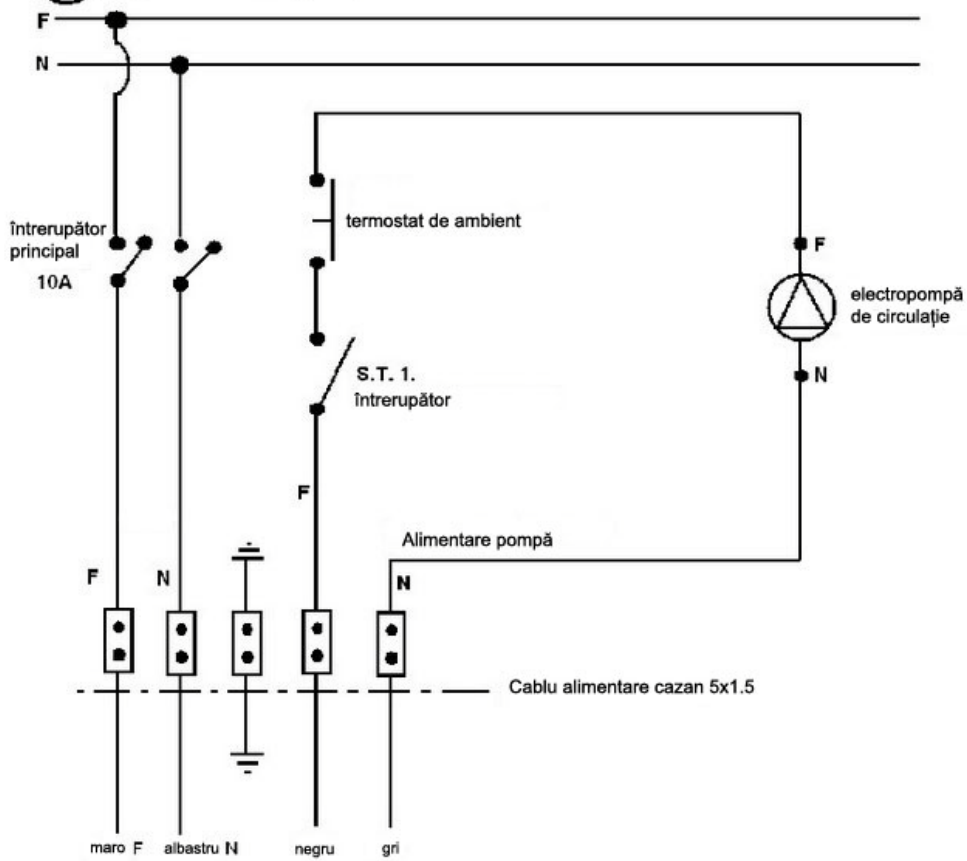 F
N
întrerupător
principal
10A
termostat de ambient
S.T. 1.
întrerupător
F
electropompă
de circulație
N
F
Alimentare pompă
F
N
N
Cablu alimentare cazan 5x1.5
maro F
albastru N
negru
gri